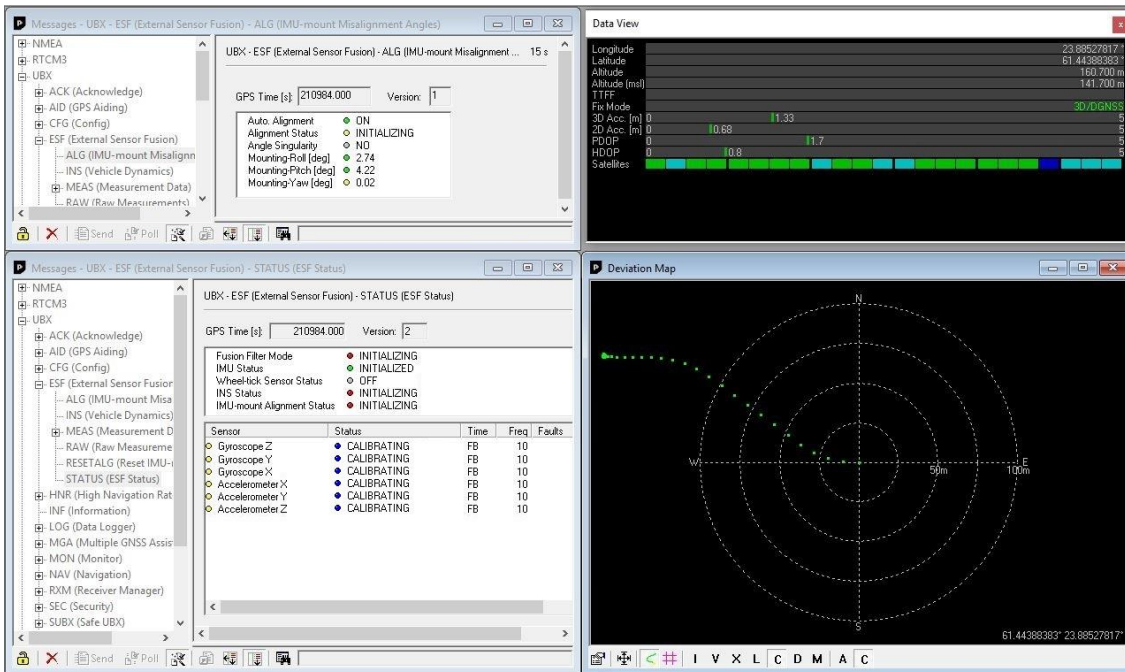 Messages - UBX - ESF (External Sensor Fusion) - ALG (IMU-mount Misalignment Angles)
NMEA
RTCM3
UBX
ACK (Acknowledge)
AID (GPS Aiding)
CFG (Config)
ESF (External Sensor Fusion)
ALG (IMU-mount Misalignn
INS (Vehicle Dynamics)
MEAS (Measurement Data)
RAW (Raw Measurements)
UBX - ESF (External Sensor Fusion) - ALG (IMU-mount Misalignment ... 15 s
GPS Time [s]: 210984.000 Version: 1
Auto. Alignment ON
Alignment Status INITIALIZING
Angle Singularity NO
Mounting-Roll [deg] 2.74
Mounting-Pitch [deg] 4.22
Mounting-Yaw [deg] 0.02
Send Poll
Data View
Longitude 23.88527817 °
Latitude 61.44388383 °
Altitude 160.700 m
Altitude (msl) 141.700 m
TTFF
Fix Mode 3D/DGNSS
3D Acc. [m] 0 1.33 5
2D Acc. [m] 0 0.68 5
PDOP 0 1.7 5
HDOP 0 0.8 5
Satellites
Messages - UBX - ESF (External Sensor Fusion) - STATUS (ESF Status)
NMEA
RTCM3
UBX
ACK (Acknowledge)
AID (GPS Aiding)
CFG (Config)
ESF (External Sensor Fusion
ALG (IMU-mount Misa
INS (Vehicle Dynamics)
MEAS (Measurement D
RAW (Raw Measureme
RESETALG (Reset IMU-
STATUS (ESF Status)
HNR (High Navigation Rat
INF (Information)
LOG (Data Logger)
MGA (Multiple GNSS Assis
MON (Monitor)
NAV (Navigation)
RXM (Receiver Manager)
SEC (Security)
SUBX (Safe UBX)
UBX - ESF (External Sensor Fusion) - STATUS (ESF Status)
GPS Time [s]: 210984.000 Version: 2
Fusion Filter Mode INITIALIZING
IMU Status INITIALIZED
Wheel-tick Sensor Status OFF
INS Status INITIALIZING
IMU-mount Alignment Status INITIALIZING
Sensor Status Time Freq Faults
Gyroscope Z CALIBRATING FB 10
Gyroscope Y CALIBRATING FB 10
Gyroscope X CALIBRATING FB 10
Accelerometer X CALIBRATING FB 10
Accelerometer Y CALIBRATING FB 10
Accelerometer Z CALIBRATING FB 10
Send Poll
Deviation Map
N
W 50m 100m E
S
61.44388383° 23.88527817°
I V X L C D M A C